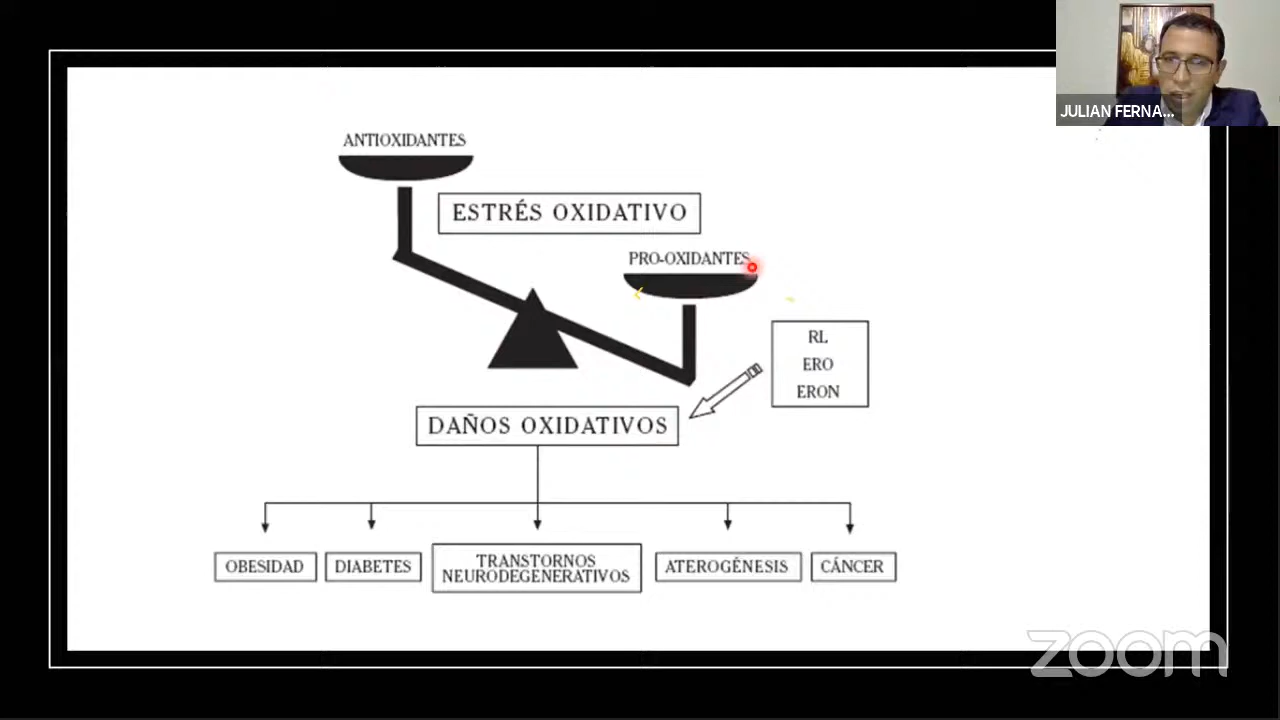 JULIAN FERNA...
ANTIOXIDANTES
ESTRÉS OXIDATIVO
PRO-OXIDANTES
RL
ERO
ERON
DAÑOS OXIDATIVOS
OBESIDAD
DIABETES
TRANSTORNOS
NEURODEGENERATIVOS
ATEROGÉNESIS
CÁNCER
zoom